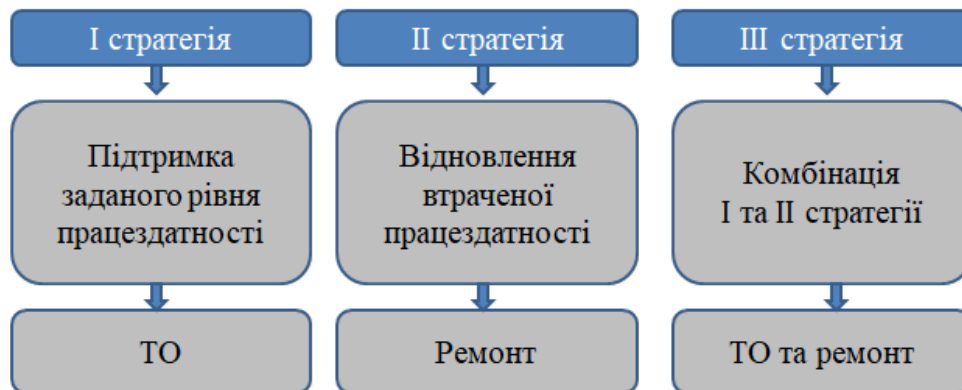 І стратегія
Підтримка
заданого рівня
працездатності
ТО
ІІ стратегія
Відновлення
втраченої
працездатності
Ремонт
ІІІ стратегія
Комбінація
І та ІІ стратегії
ТО та ремонт